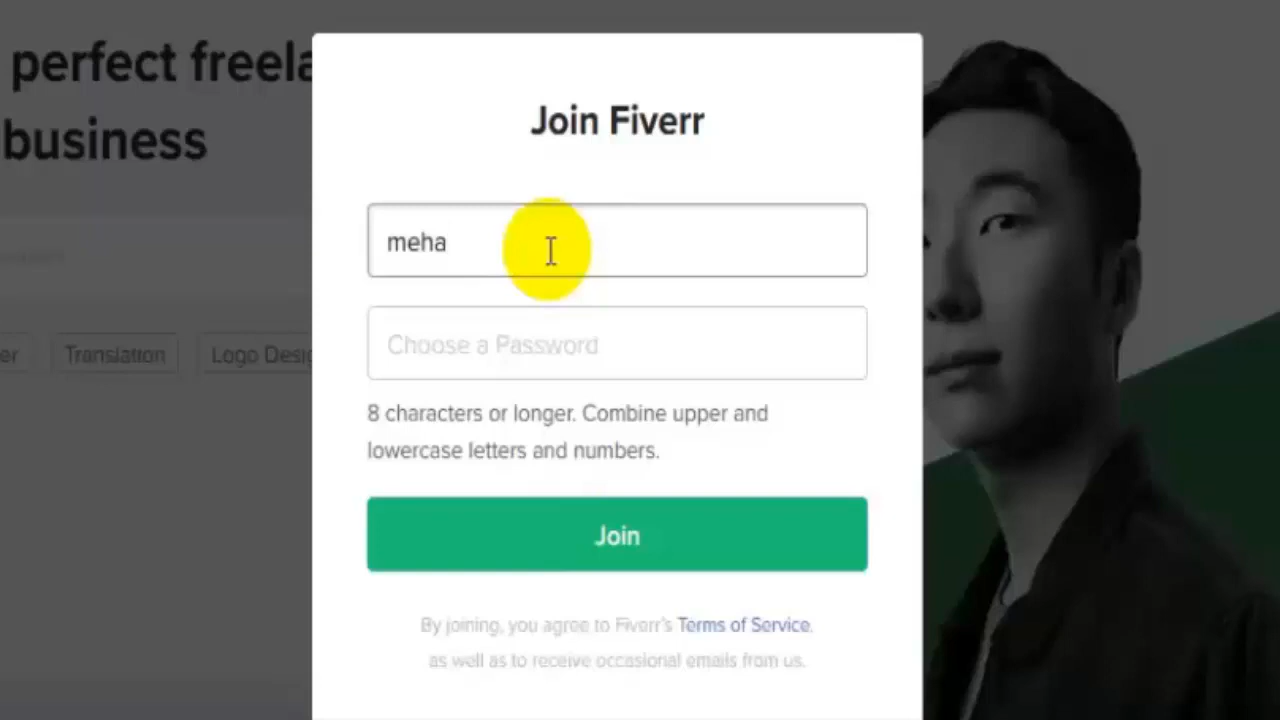 perfect freela
business
er
Translation
Logo Desig
Join Fiverr
meha
Choose a Password
8 characters or longer. Combine upper and
lowercase letters and numbers.
Join
By joining, you agree to Fiverr's Terms of Service,
as well as to receive occasional emails from us.